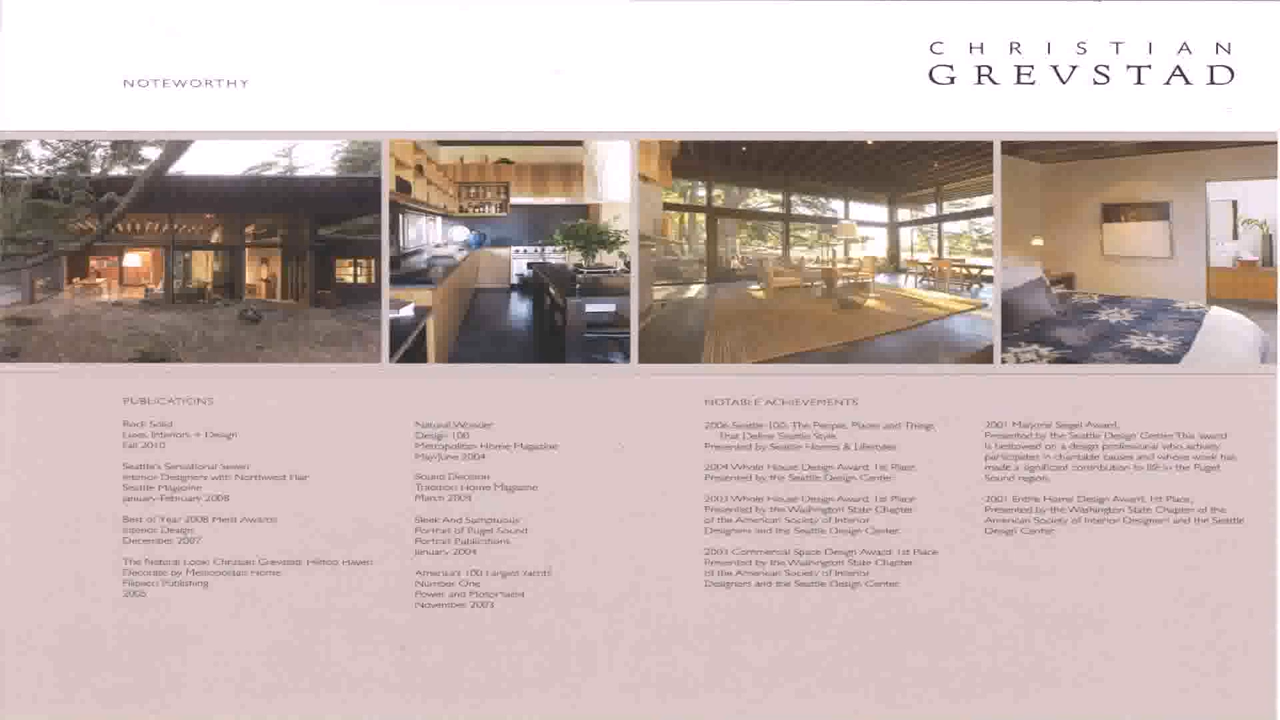 NOTEWORTHY
CHRISTIAN
GREVSTAD
PUBLICATIONS
Rock Solid
Luxe, Interiors + Design
Fall 2010
Seattle's Sensational Seven
Interior Designers with Northwest Flair
Seattle Magazine
January-February 2008
Best of Year 2008 Merit Awards
Interior Design
December 2007
The Natural Look: Christian Grevstad
Decorate by Metropolitan Home
Filipacci Publishing
Natural Wonder
Design 100
Metropolitan Home Magazine
May/June 2004
Sound Decision
Tradition Home Magazine
March 2004
Sleek And Sumptuous
Portrait of Puget Sound
Portrait Publications
January 2004
America's 100 Largest Yachts
Number One
Power and Motoryacht
November 2003
NOTABLE ACHIEVEMENTS
2006 Seattle 100, The People, Places and Things
That Define Seattle Style,
Presented by Seattle Homes & Lifestyles
2004 Whole House Design Award, 1st Place,
Presented by the Seattle Design Center
2003 Whole House Design Award, 1st Place
Presented by the Washington State Chapter
of the American Society of Interior
Designers and the Seattle Design Center.
2003 Commercial Space Design Award, 1st Place
Presented by the Washington State Chapter
of the American Society of Interior
Designers and the Seattle Design Center.
2001 Marjorie Siegel Award,
Presented by the Seattle Design Center. This award
is bestowed on a design professional who actively
participates in charitable causes and whose work has
made a significant contribution to life in the Puget
Sound region.
2001 Entire Home Design Award, 1st Place,
Presented by the Washington State Chapter of the
American Society of Interior Designers and the Seattle
Design Center.